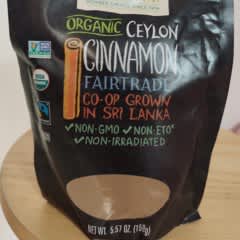 ORGANIC CEYLON
CINNAMON
FAIRTRADE
CO-OP GROWN
IN SRI LANKA
✓NON-GMO ✓NON-ETO*
✓NON-IRRADIATED
NET WT. 5.57 OZ. (158g)